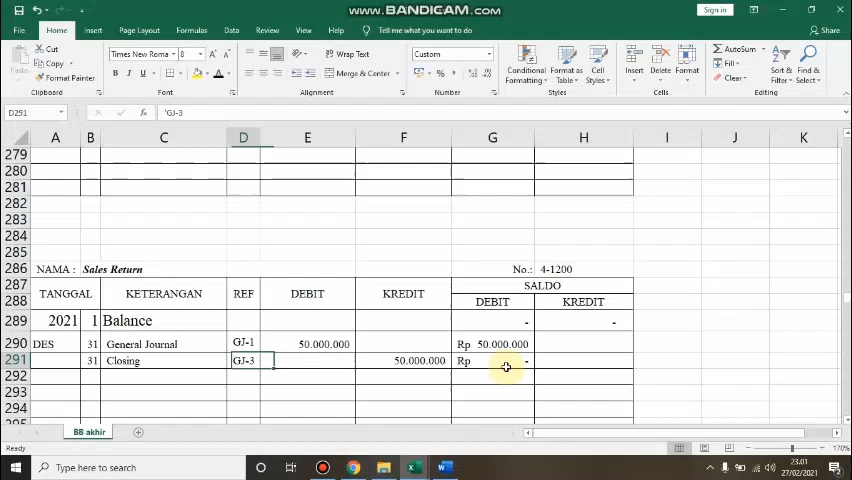 www.BANDICAM.com
Sign in
File Home Insert Page Layout Formulas Data Review View Help Tell me what you want to do Share
Cut
Copy
Format Painter
Paste
Clipboard
Times New Roma 8
B I U
Font
Wrap Text
Merge & Center
Alignment
Custom
Number
Conditional Formatting
Format as Table
Cell Styles
Styles
Insert Delete Format
Cells
AutoSum
Fill
Clear
Sort & Filter
Find & Select
Editing
D291 fx 'GJ-3
A B C D E F G H I J K
279
280
281
282
283
284
285
286 NAMA : Sales Return No.: 4-1200
287 TANGGAL KETERANGAN REF DEBIT KREDIT SALDO
288 DEBIT KREDIT
289 2021 1 Balance - -
290 DES 31 General Journal GJ-1 50.000.000 Rp 50.000.000
291 31 Closing GJ-3 50.000.000 Rp -
292
293
294
295
BB akhir
Ready 170%
Type here to search
23.01
27/02/2021
2